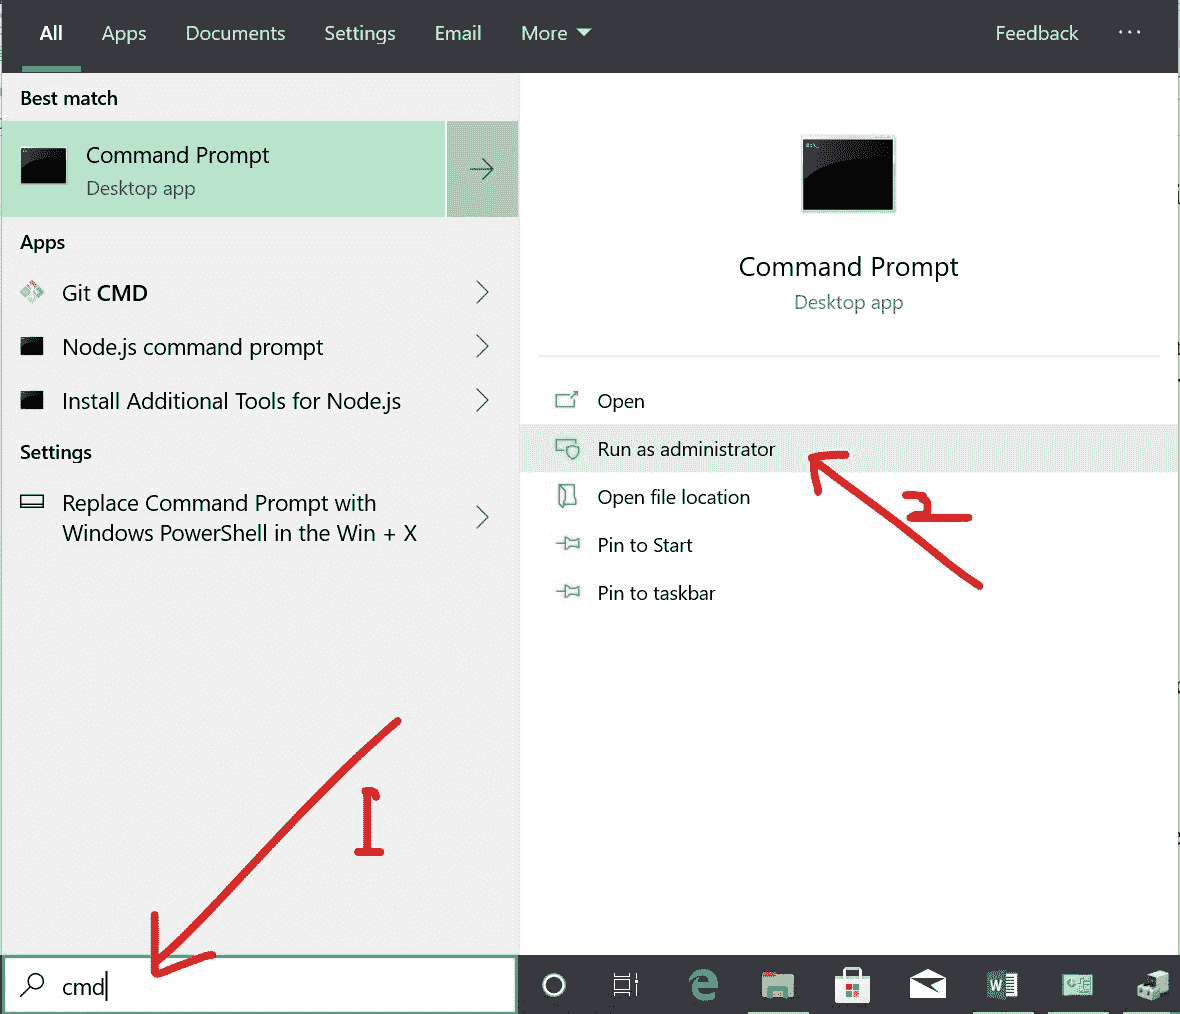 All Apps Documents Settings Email More Feedback ...
Best match
Command Prompt
Desktop app
Apps
Git CMD
Node.js command prompt
Install Additional Tools for Node.js
Settings
Replace Command Prompt with
Windows PowerShell in the Win + X
Command Prompt
Desktop app
Open
Run as administrator
Open file location
Pin to Start
Pin to taskbar
1
2
cmd